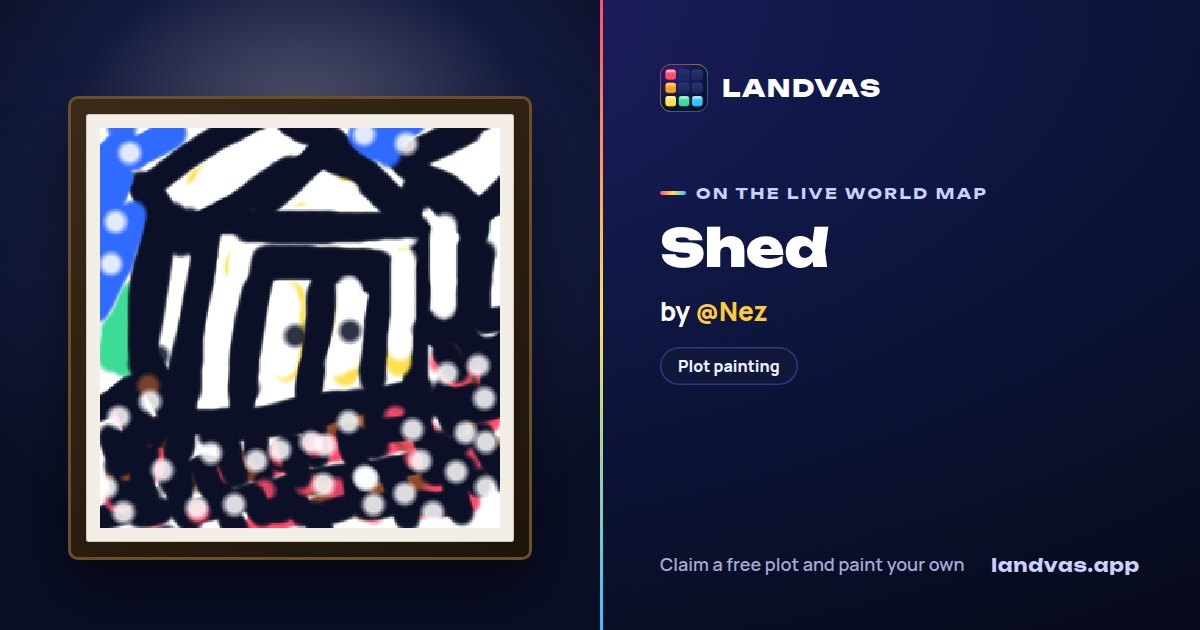 LANDVAS
ON THE LIVE WORLD MAP
Shed
by @Nez
Plot painting
Claim a free plot and paint your own landvas.app